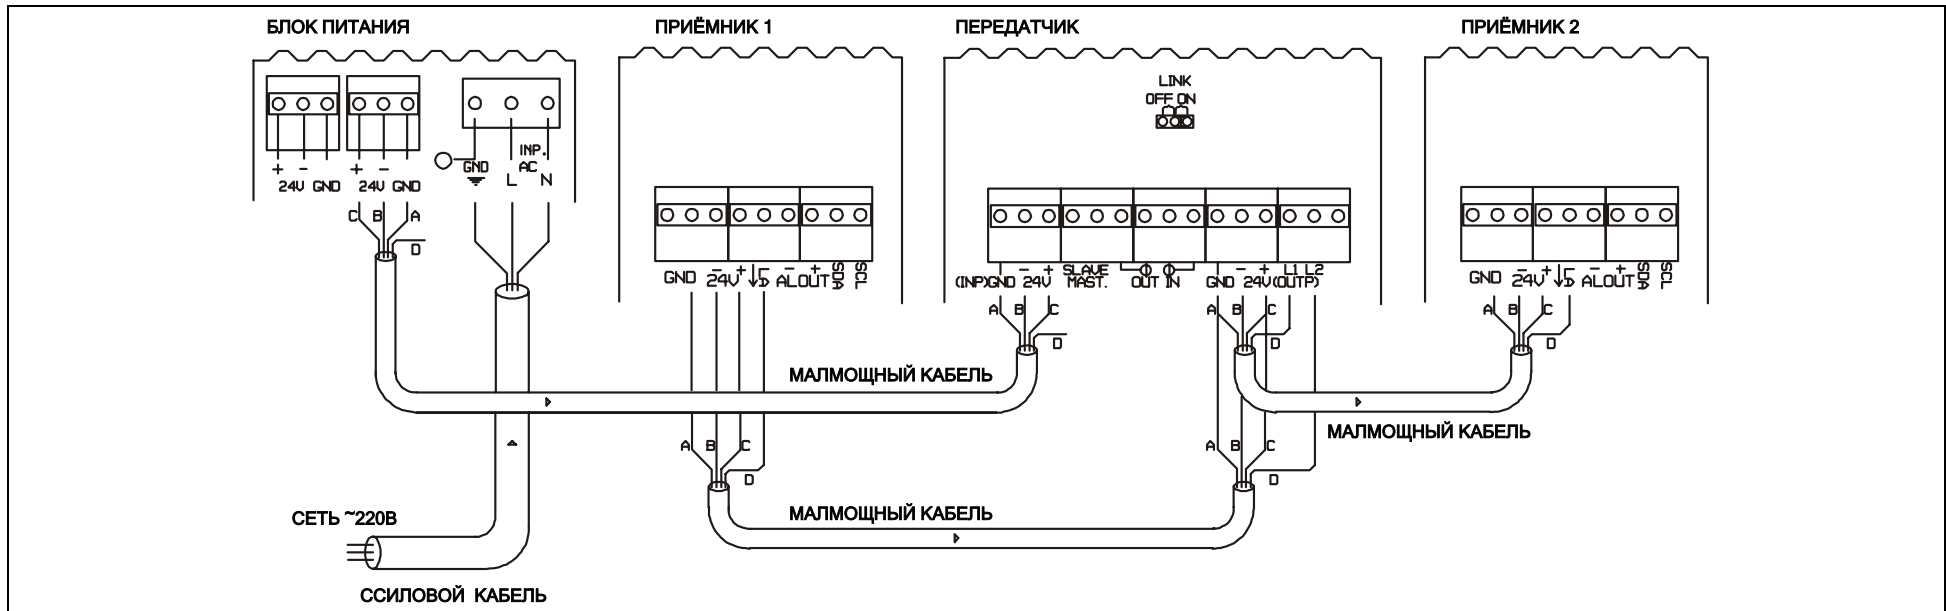 БЛОК ПИТАНИЯ
ПРИЁМНИК 1
ПЕРЕДАТЧИК
ПРИЁМНИК 2
LINK
OFF ON
INP.
AC
GND
L N
+ -
24V GND
+ -
24V GND
C B A
D
- + - +
GND 24V ALOUT SDA SCL
- + SLAVE - + L1 L2
(INP)GND 24V MAST. OUT IN GND 24V(OUTP)
- + - +
GND 24V ALOUT SDA SCL
A B C
D
A B C
D
A B C
D
МАЛМОЩНЫЙ КАБЕЛЬ
МАЛМОЩНЫЙ КАБЕЛЬ
A B C
D
A B C
D
СЕТЬ ~220В
МАЛМОЩНЫЙ КАБЕЛЬ
ССИЛОВОЙ КАБЕЛЬ